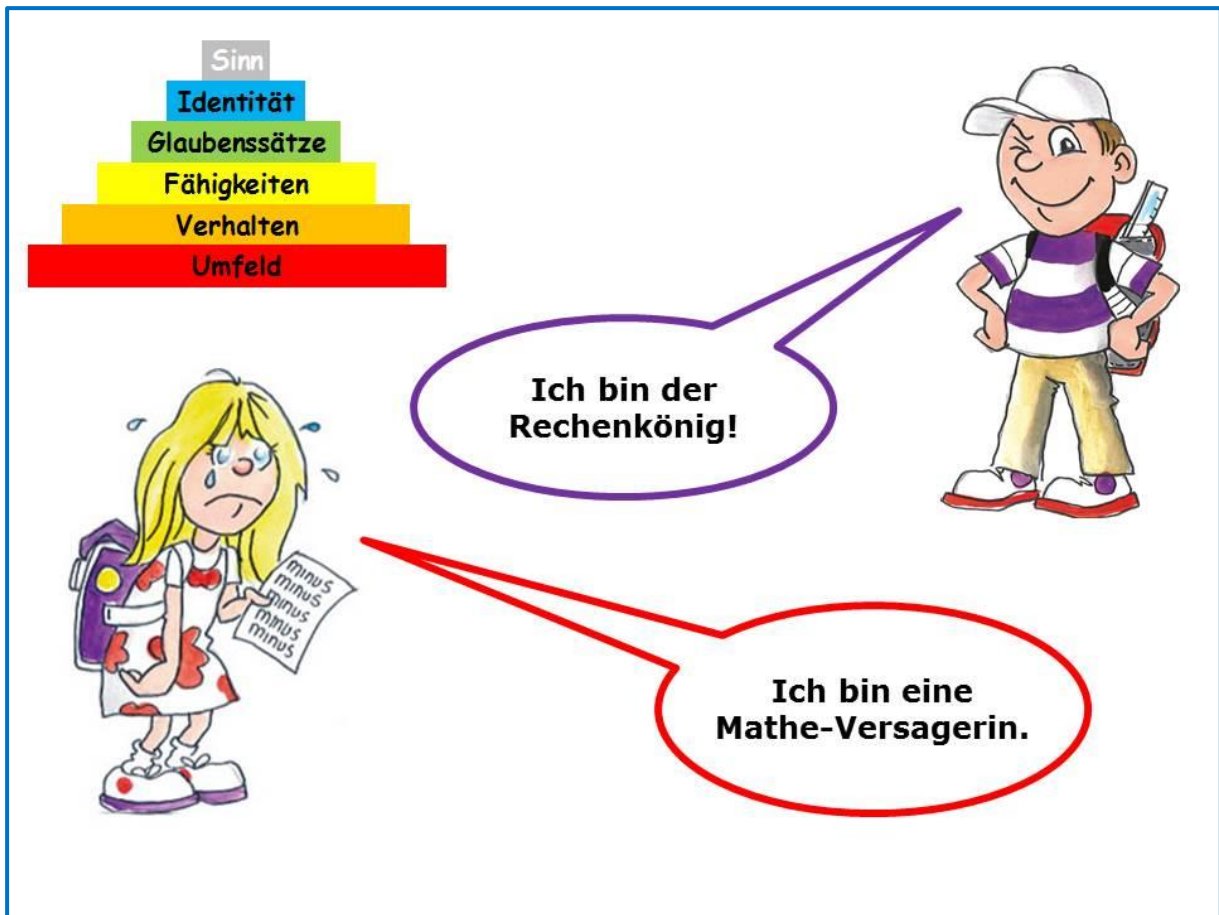 Sinn
Identität
Glaubenssätze
Fähigkeiten
Verhalten
Umfeld
Ich bin der
Rechenkönig!
minus
minus
minus
minus
minus
Ich bin eine
Mathe-Versagerin.